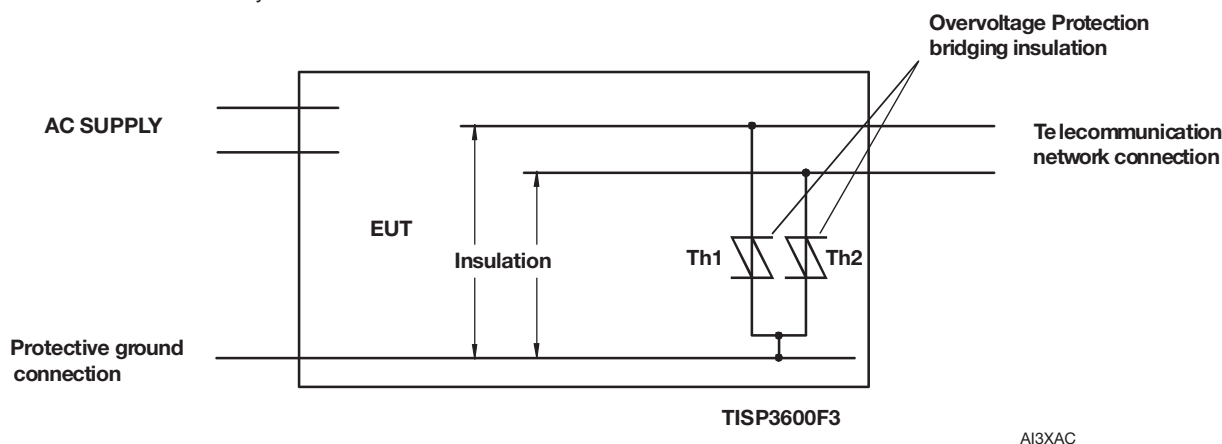 Overvoltage Protection
bridging insulation
AC SUPPLY
Telecommunication
network connection
EUT
Insulation
Th1
Th2
Protective ground
connection
TISP3600F3
AI3XAC